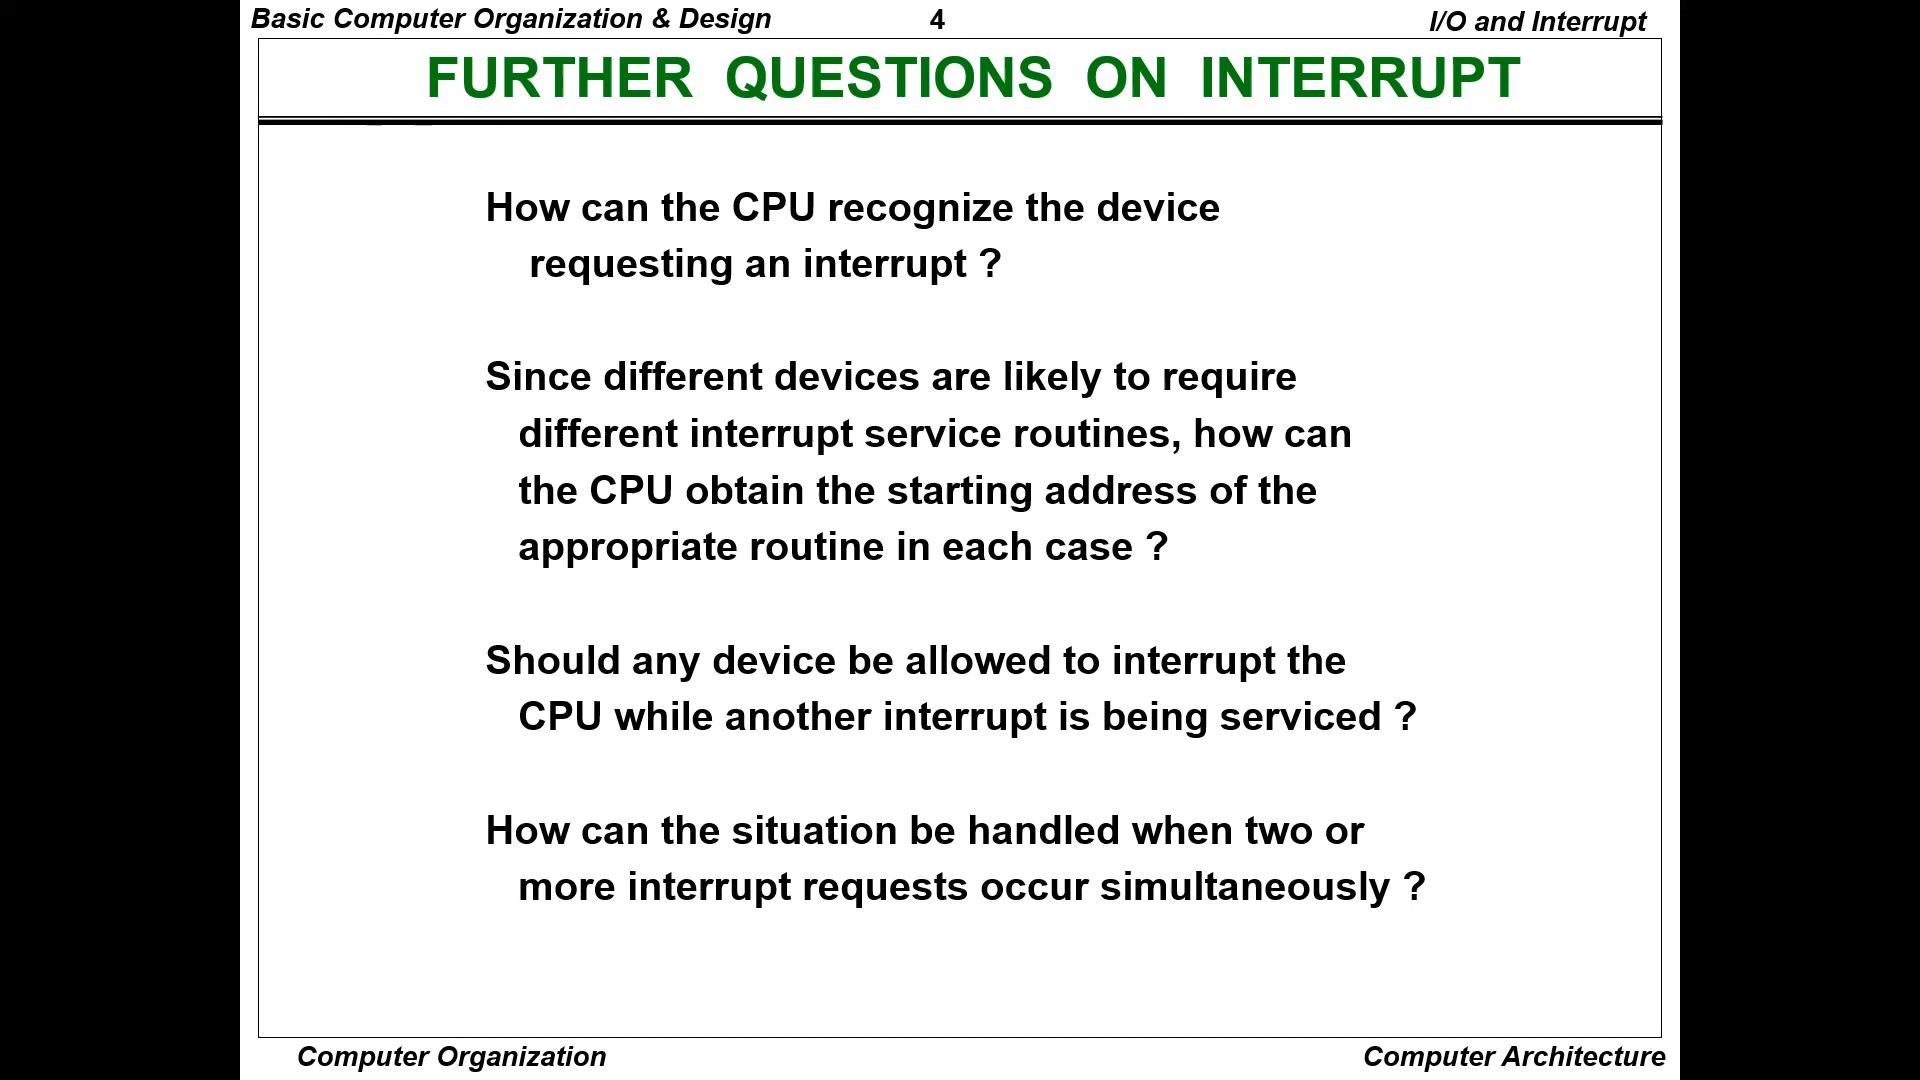 Basic Computer Organization & Design 4 I/O and Interrupt
FURTHER QUESTIONS ON INTERRUPT
How can the CPU recognize the device
requesting an interrupt ?
Since different devices are likely to require
different interrupt service routines, how can
the CPU obtain the starting address of the
appropriate routine in each case ?
Should any device be allowed to interrupt the
CPU while another interrupt is being serviced ?
How can the situation be handled when two or
more interrupt requests occur simultaneously ?
Computer Organization Computer Architecture